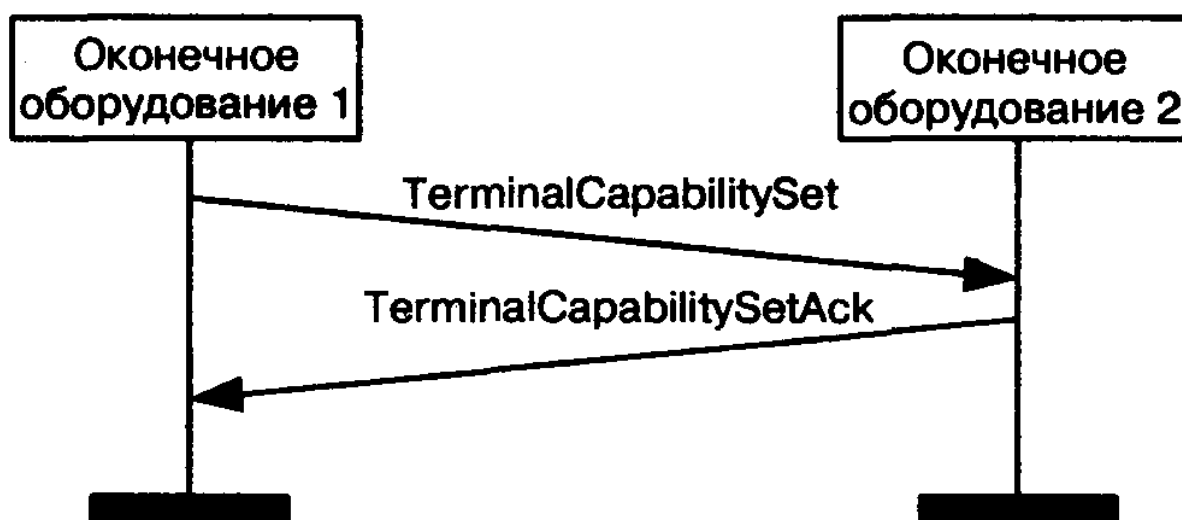 Оконечное
оборудование 1
Оконечное
оборудование 2
TerminalCapabilitySet
TerminalCapabilitySetAck